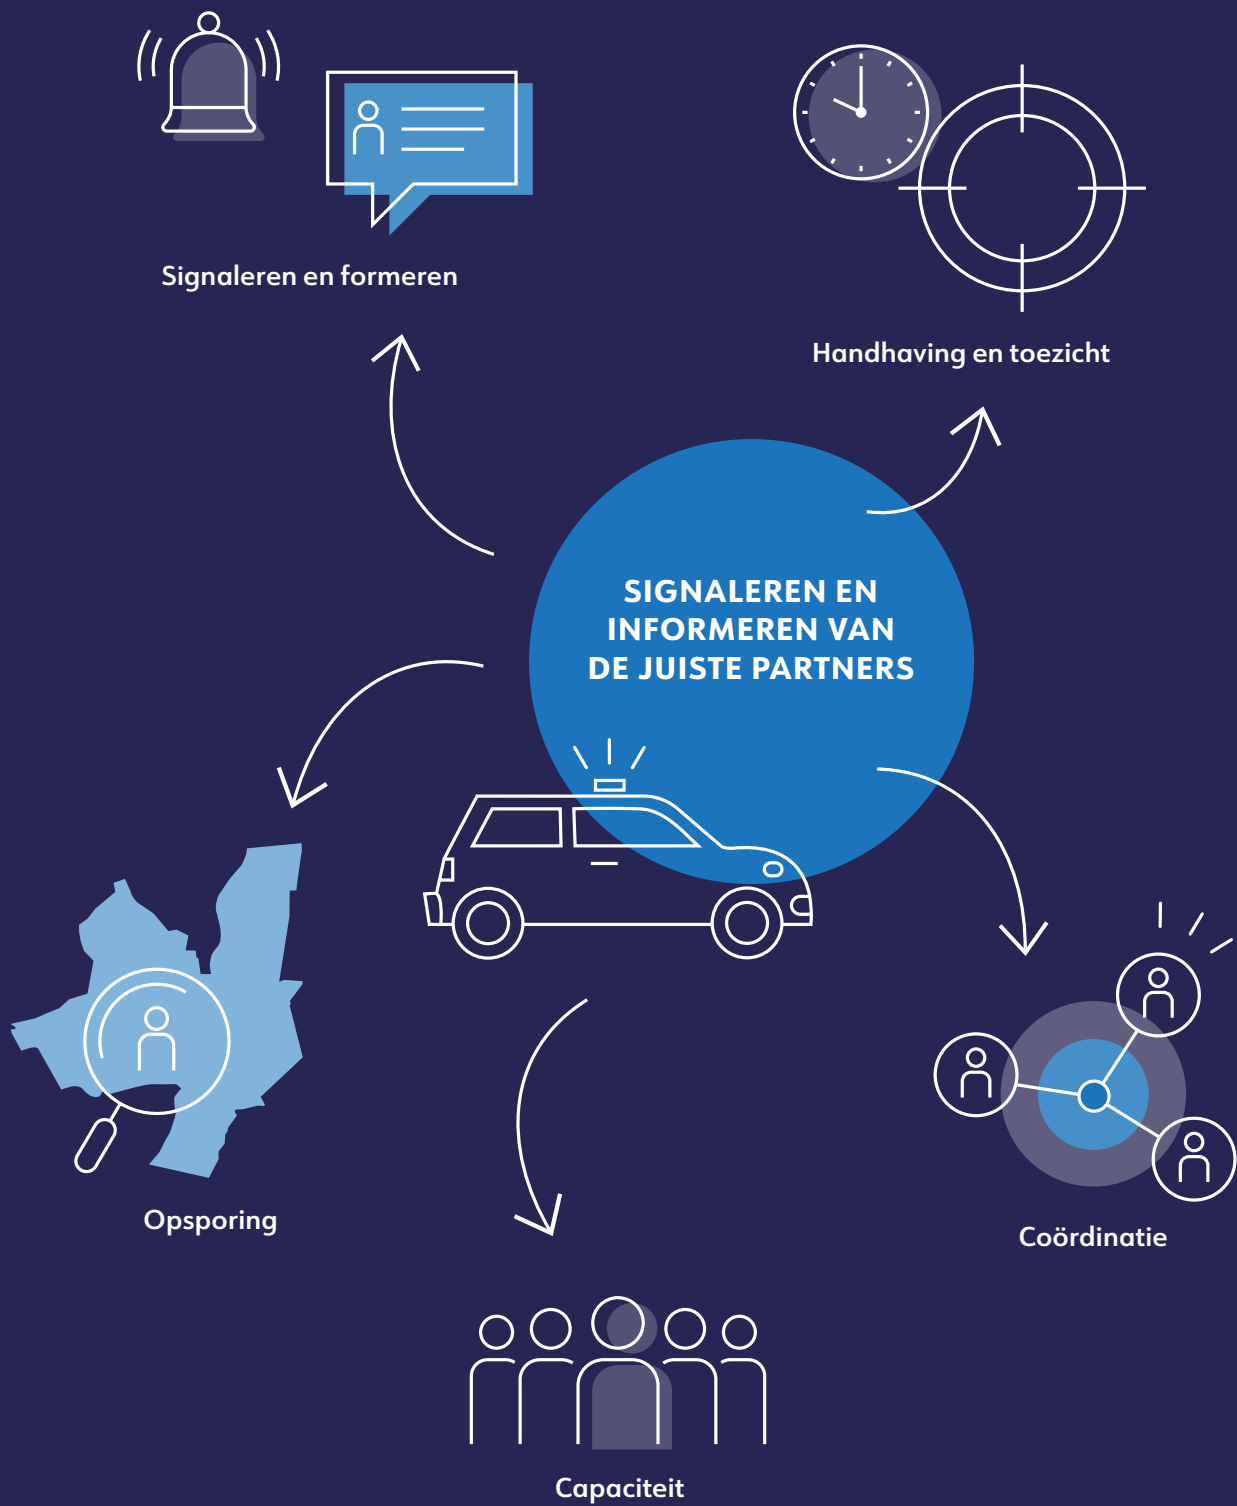 Signaleren en formeren
Handhaving en toezicht
SIGNALEREN EN
INFORMEREN VAN
DE JUISTE PARTNERS
Opsporing
Coördinatie
Capaciteit